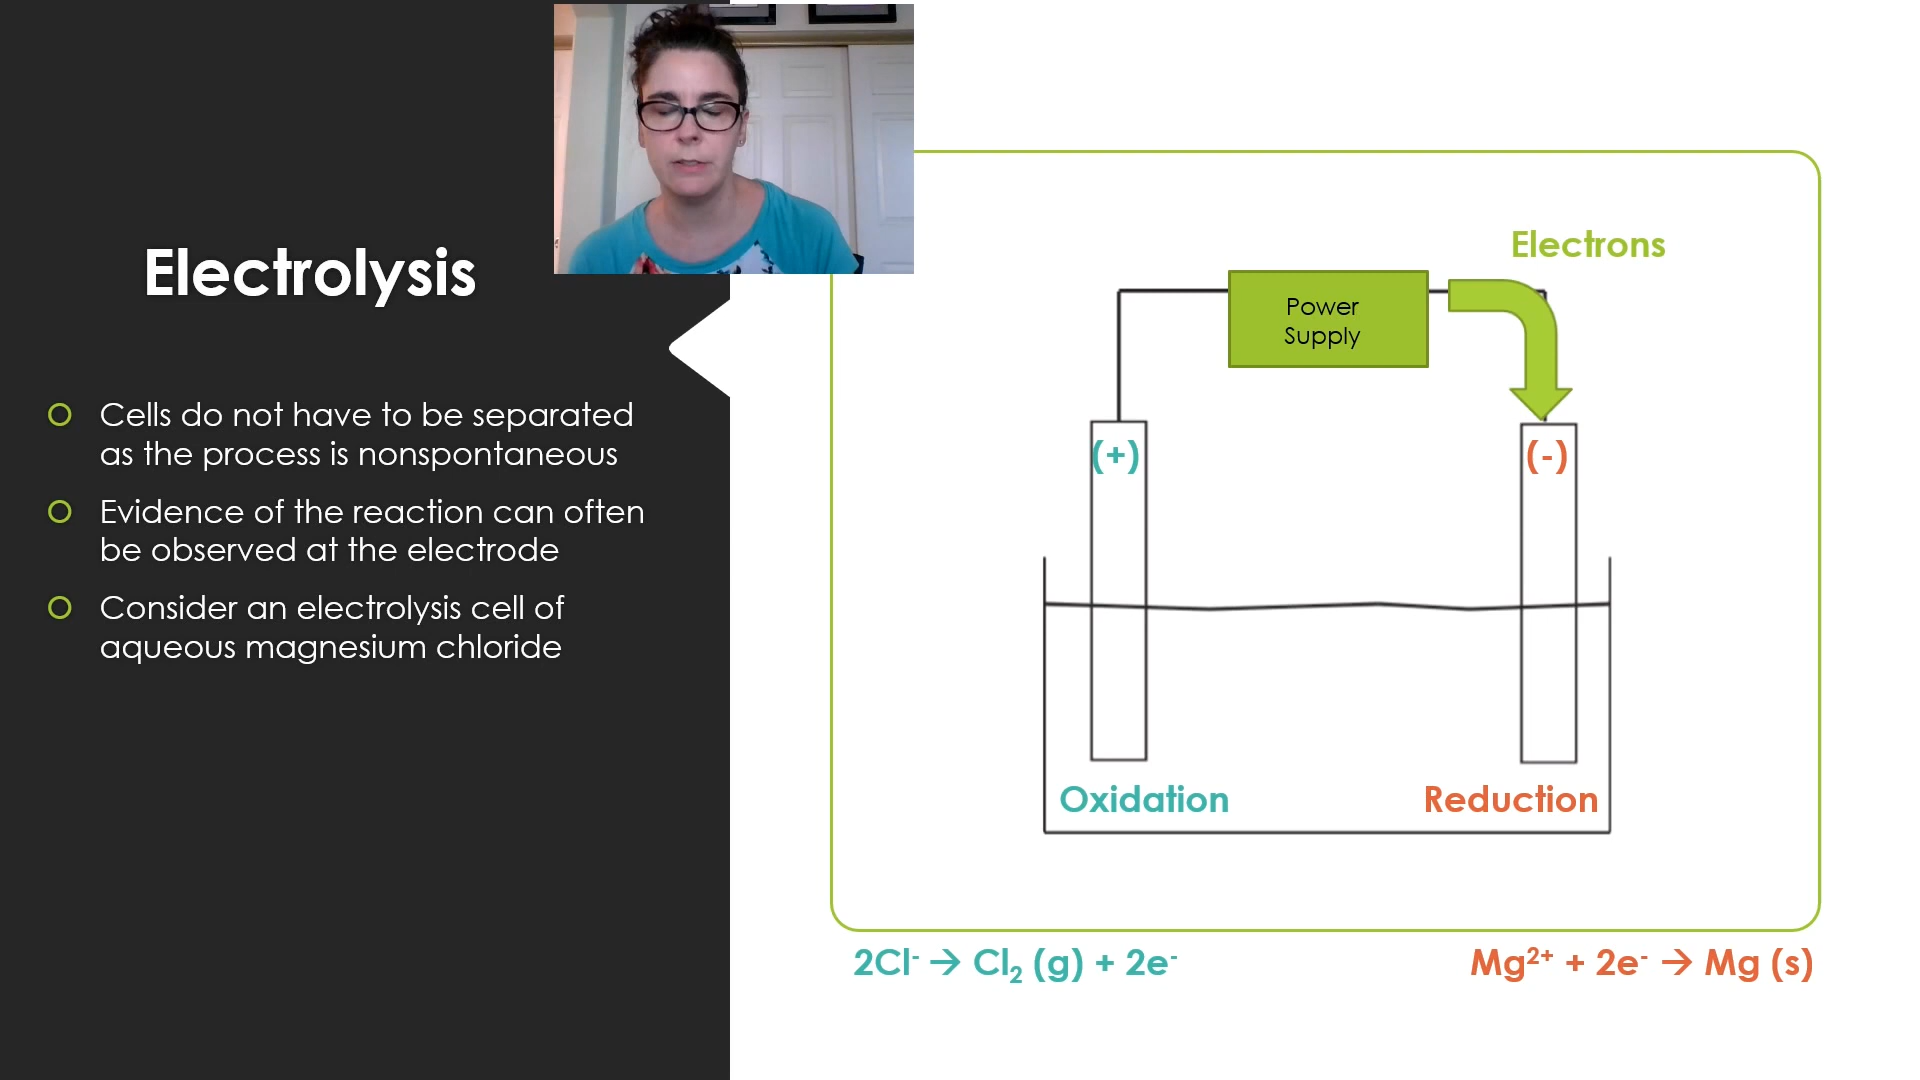 Electrolysis
Cells do not have to be separated
as the process is nonspontaneous
Evidence of the reaction can often
be observed at the electrode
Consider an electrolysis cell of
aqueous magnesium chloride
Electrons
Power
Supply
(+)
(-)
Oxidation
Reduction
2Cl⁻ → Cl₂ (g) + 2e⁻
Mg²⁺ + 2e⁻ → Mg (s)